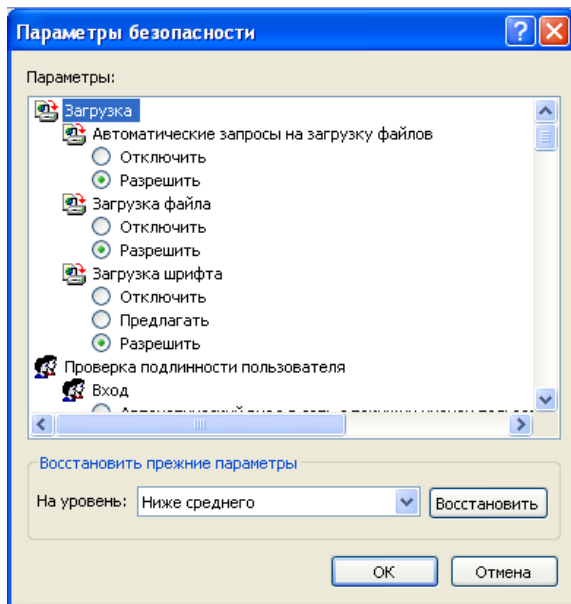 Параметры безопасности
Параметры:
Загрузка
Автоматические запросы на загрузку файлов
Отключить
Разрешить
Загрузка файла
Отключить
Разрешить
Загрузка шрифта
Отключить
Предлагать
Разрешить
Проверка подлинности пользователя
Вход
Восстановить прежние параметры
На уровень: Ниже среднего Восстановить
OK Отмена